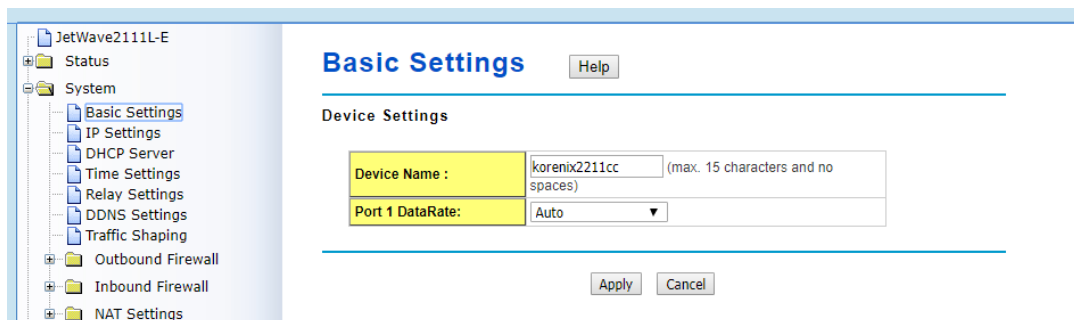 JetWave2111L-E
Status
System
Basic Settings
IP Settings
DHCP Server
Time Settings
Relay Settings
DDNS Settings
Traffic Shaping
Outbound Firewall
Inbound Firewall
NAT Settings
Basic Settings Help
Device Settings
Device Name : korenix2211cc (max. 15 characters and no
spaces)
Port 1 DataRate: Auto
Apply Cancel